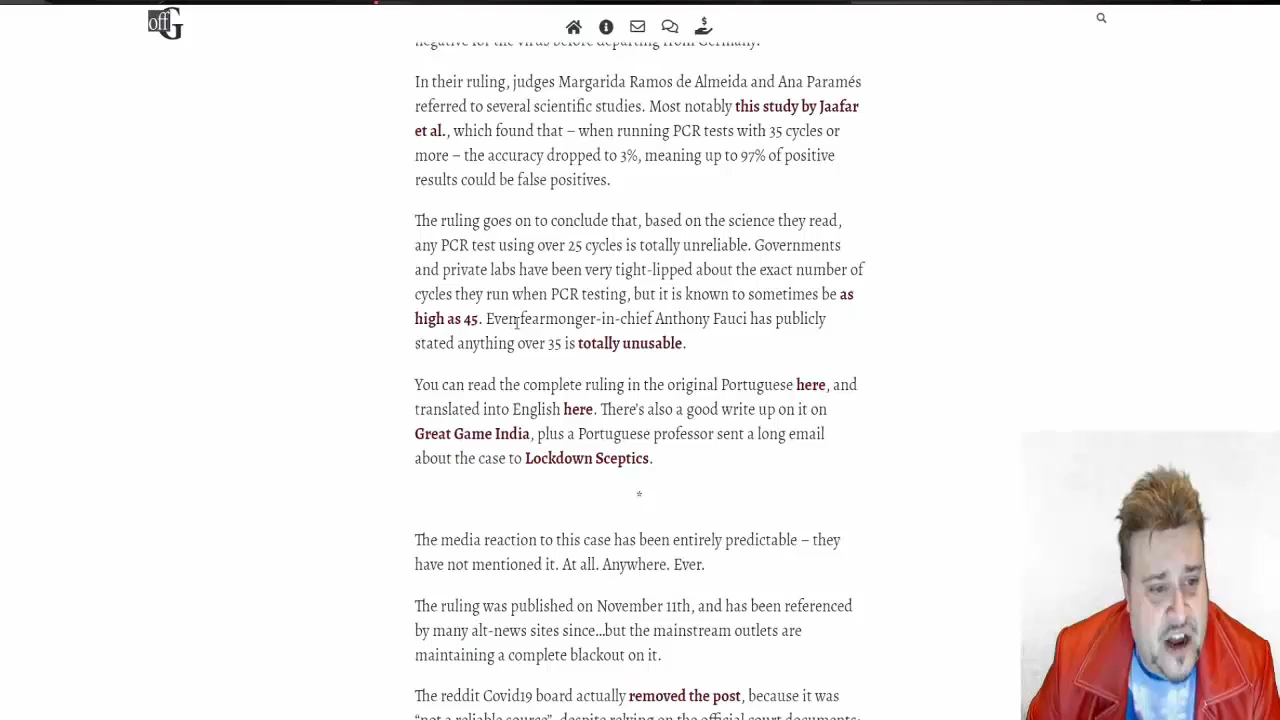 off G
negative for the virus before departing from Germany.
In their ruling, judges Margarida Ramos de Almeida and Ana Paramés
referred to several scientific studies. Most notably this study by Jaafar
et al., which found that – when running PCR tests with 35 cycles or
more – the accuracy dropped to 3%, meaning up to 97% of positive
results could be false positives.
The ruling goes on to conclude that, based on the science they read,
any PCR test using over 25 cycles is totally unreliable. Governments
and private labs have been very tight-lipped about the exact number of
cycles they run when PCR testing, but it is known to sometimes be as
high as 45. Even fearmonger-in-chief Anthony Fauci has publicly
stated anything over 35 is totally unusable.
You can read the complete ruling in the original Portuguese here, and
translated into English here. There's also a good write up on it on
Great Game India, plus a Portuguese professor sent a long email
about the case to Lockdown Sceptics.
*
The media reaction to this case has been entirely predictable – they
have not mentioned it. At all. Anywhere. Ever.
The ruling was published on November 11th, and has been referenced
by many alt-news sites since…but the mainstream outlets are
maintaining a complete blackout on it.
The reddit Covid19 board actually removed the post, because it was
"not a reliable source", despite relying on the official court documents: